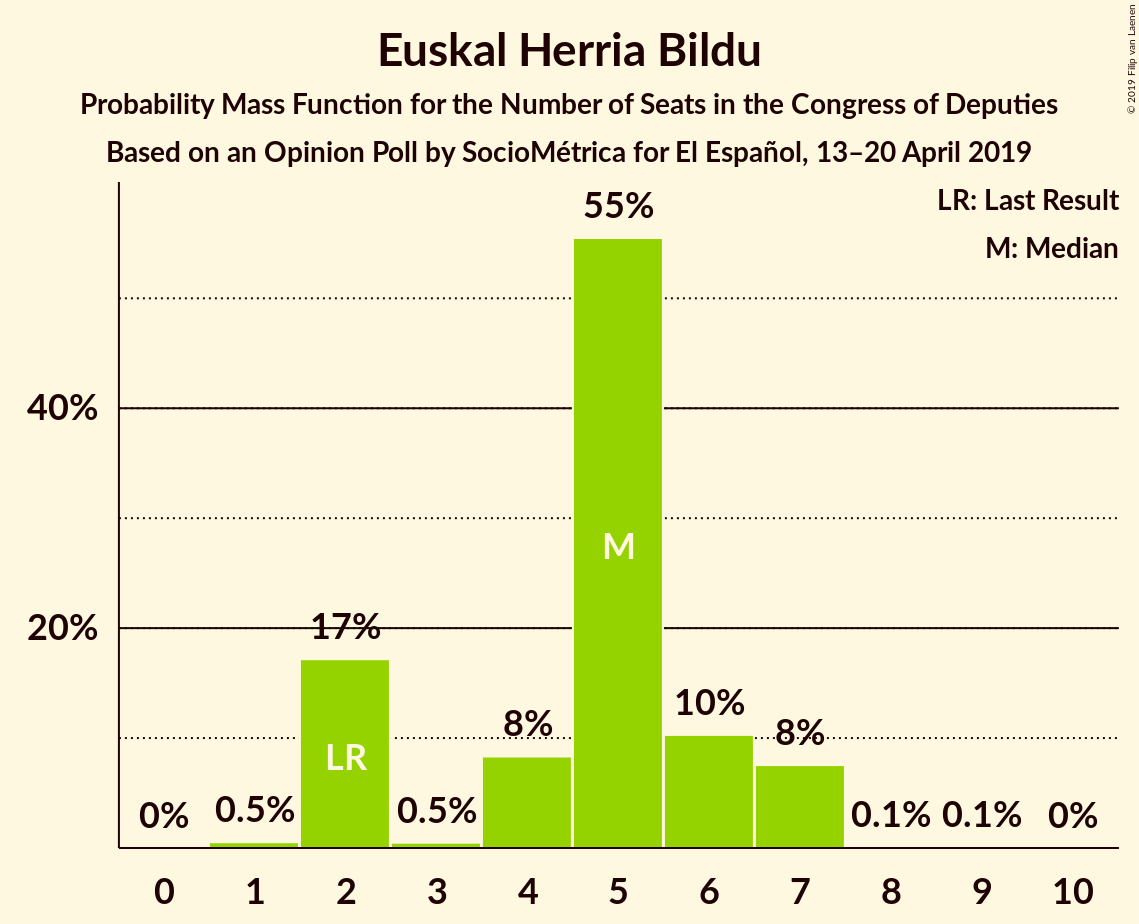 Euskal Herria Bildu
Probability Mass Function for the Number of Seats in the Congress of Deputies
Based on an Opinion Poll by SocioMétrica for El Español, 13–20 April 2019
© 2019 Filip van Laenen
LR: Last Result
M: Median
55%
40%
M
20%
17%
10%
8%
8%
LR
0%
0.5%
0.5%
0.1%
0.1%
0%
0 1 2 3 4 5 6 7 8 9 10